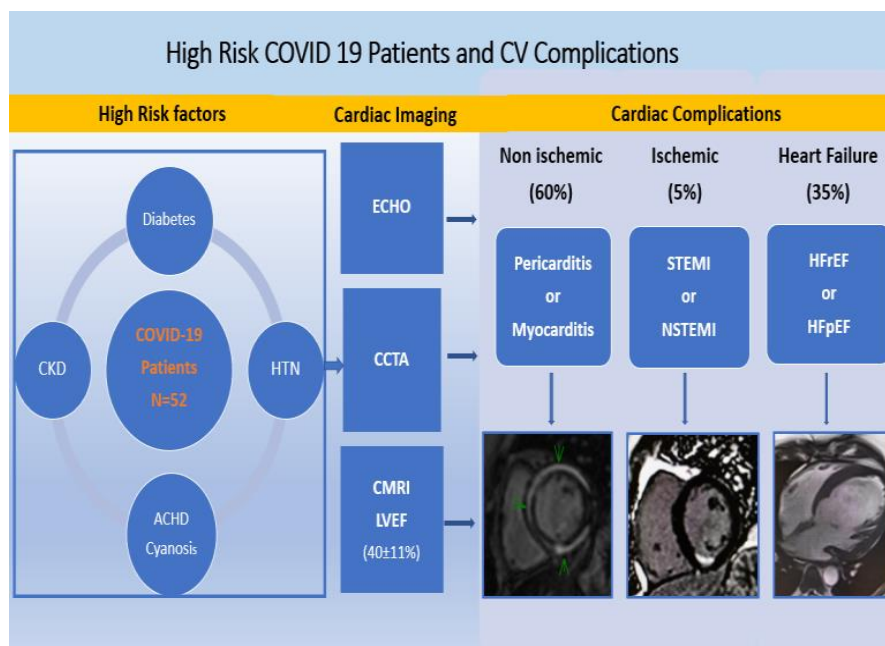 High Risk COVID 19 Patients and CV Complications
High Risk factors
Cardiac Imaging
Cardiac Complications
Diabetes
CKD
COVID-19
Patients
N=52
HTN
ACHD
Cyanosis
ECHO
CCTA
CMRI
LVEF
(40±11%)
Non ischemic
(60%)
Ischemic
(5%)
Heart Failure
(35%)
Pericarditis
or
Myocarditis
STEMI
or
NSTEMI
HFrEF
or
HFpEF